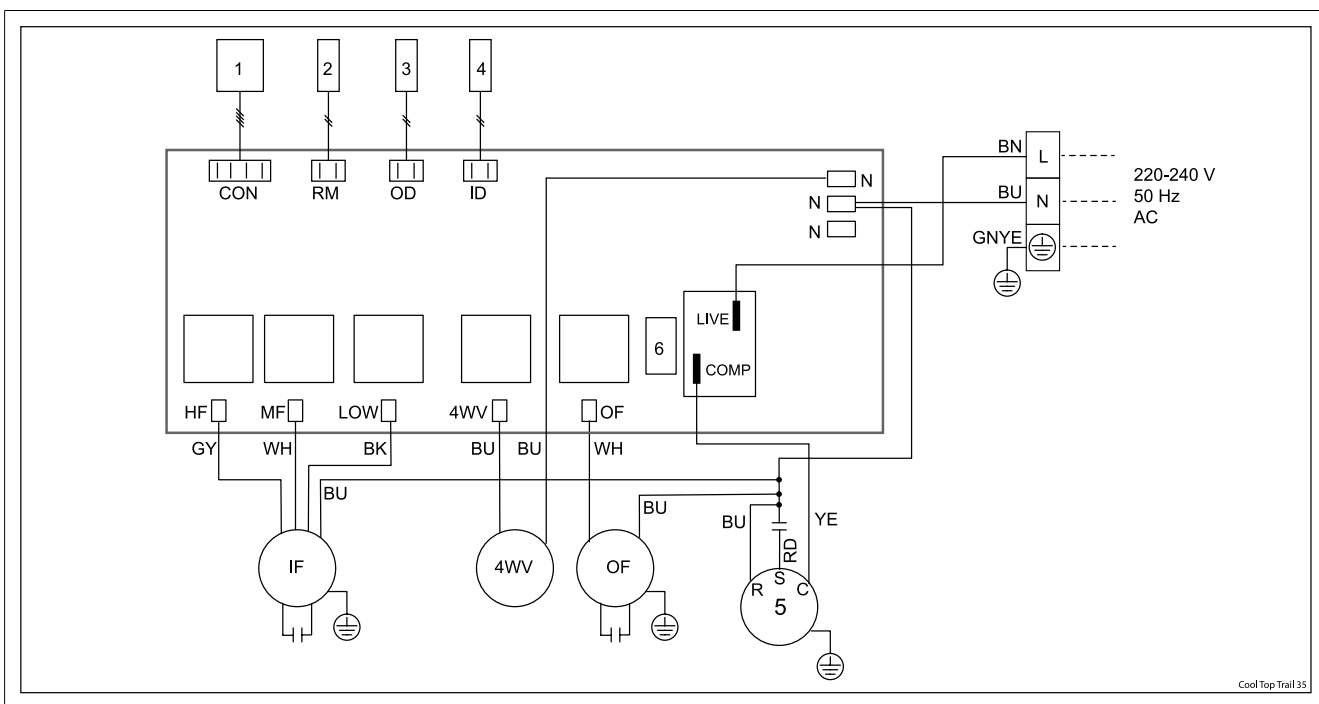 1
2
3
4
CON
RM
OD
ID
N
N
N
BN
L
BU
N
GNYE
220-240 V
50 Hz
AC
LIVE
6
COMP
HF
MF
LOW
4WV
OF
GY
WH
BK
BU
BU
WH
BU
BU
BU
YE
RD
IF
4WV
OF
R
S
C
5
Cool Top Trail 35